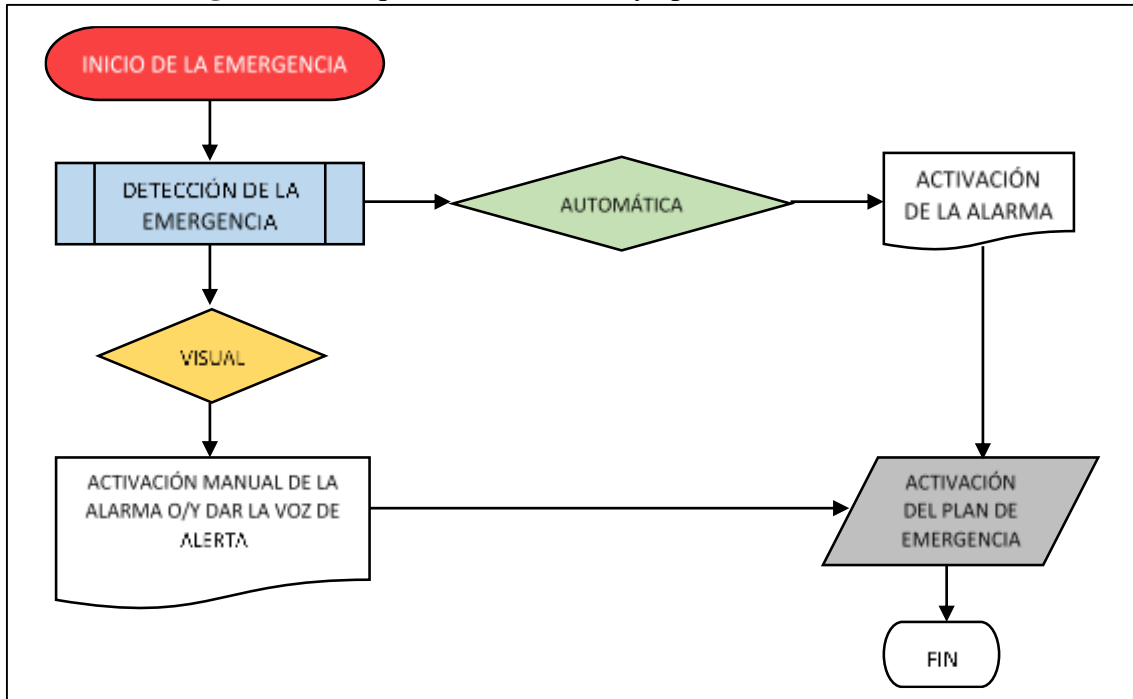 INICIO DE LA EMERGENCIA
DETECCIÓN DE LA
EMERGENCIA
AUTOMÁTICA
ACTIVACIÓN
DE LA ALARMA
VISUAL
ACTIVACIÓN MANUAL DE LA
ALARMA O/Y DAR LA VOZ DE
ALERTA
ACTIVACIÓN
DEL PLAN DE
EMERGENCIA
FIN